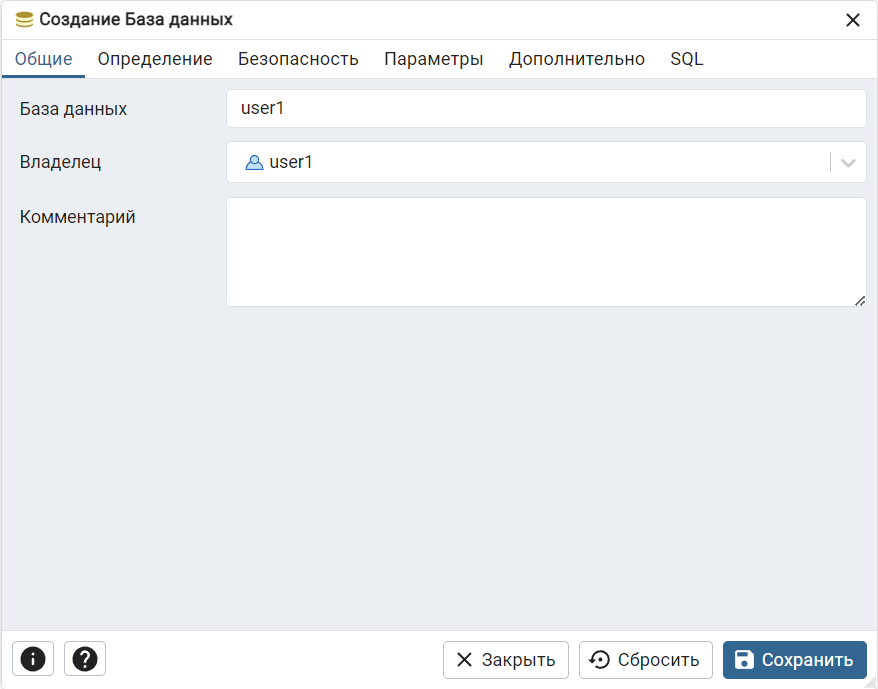 Создание База данных
Общие Определение Безопасность Параметры Дополнительно SQL
База данных user1
Владелец user1
Комментарий
Закрыть Сбросить Сохранить